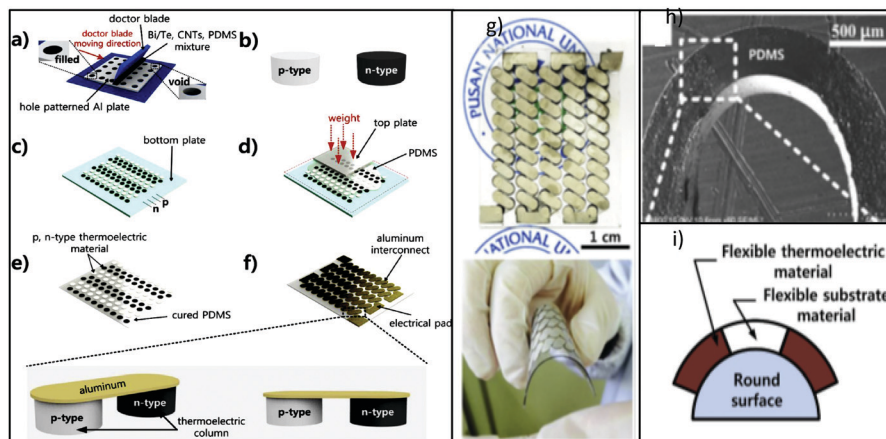 a)
doctor blade
Bi/Te, CNTs, PDMS
mixture
doctor blade
moving direction
filled
void
hole patterned Al plate
b)
p-type
n-type
c)
bottom plate
p
n
d)
weight
top plate
PDMS
e)
p, n-type thermoelectric
material
cured PDMS
f)
aluminum
interconnect
electrical pad
aluminum
p-type
n-type
thermoelectric
column
p-type
n-type
g)
PUSAN NATIONAL UN
1 cm
NATIONAL UN
h)
500 μm
PDMS
i)
Flexible thermoelectric
material
Flexible substrate
material
Round
surface